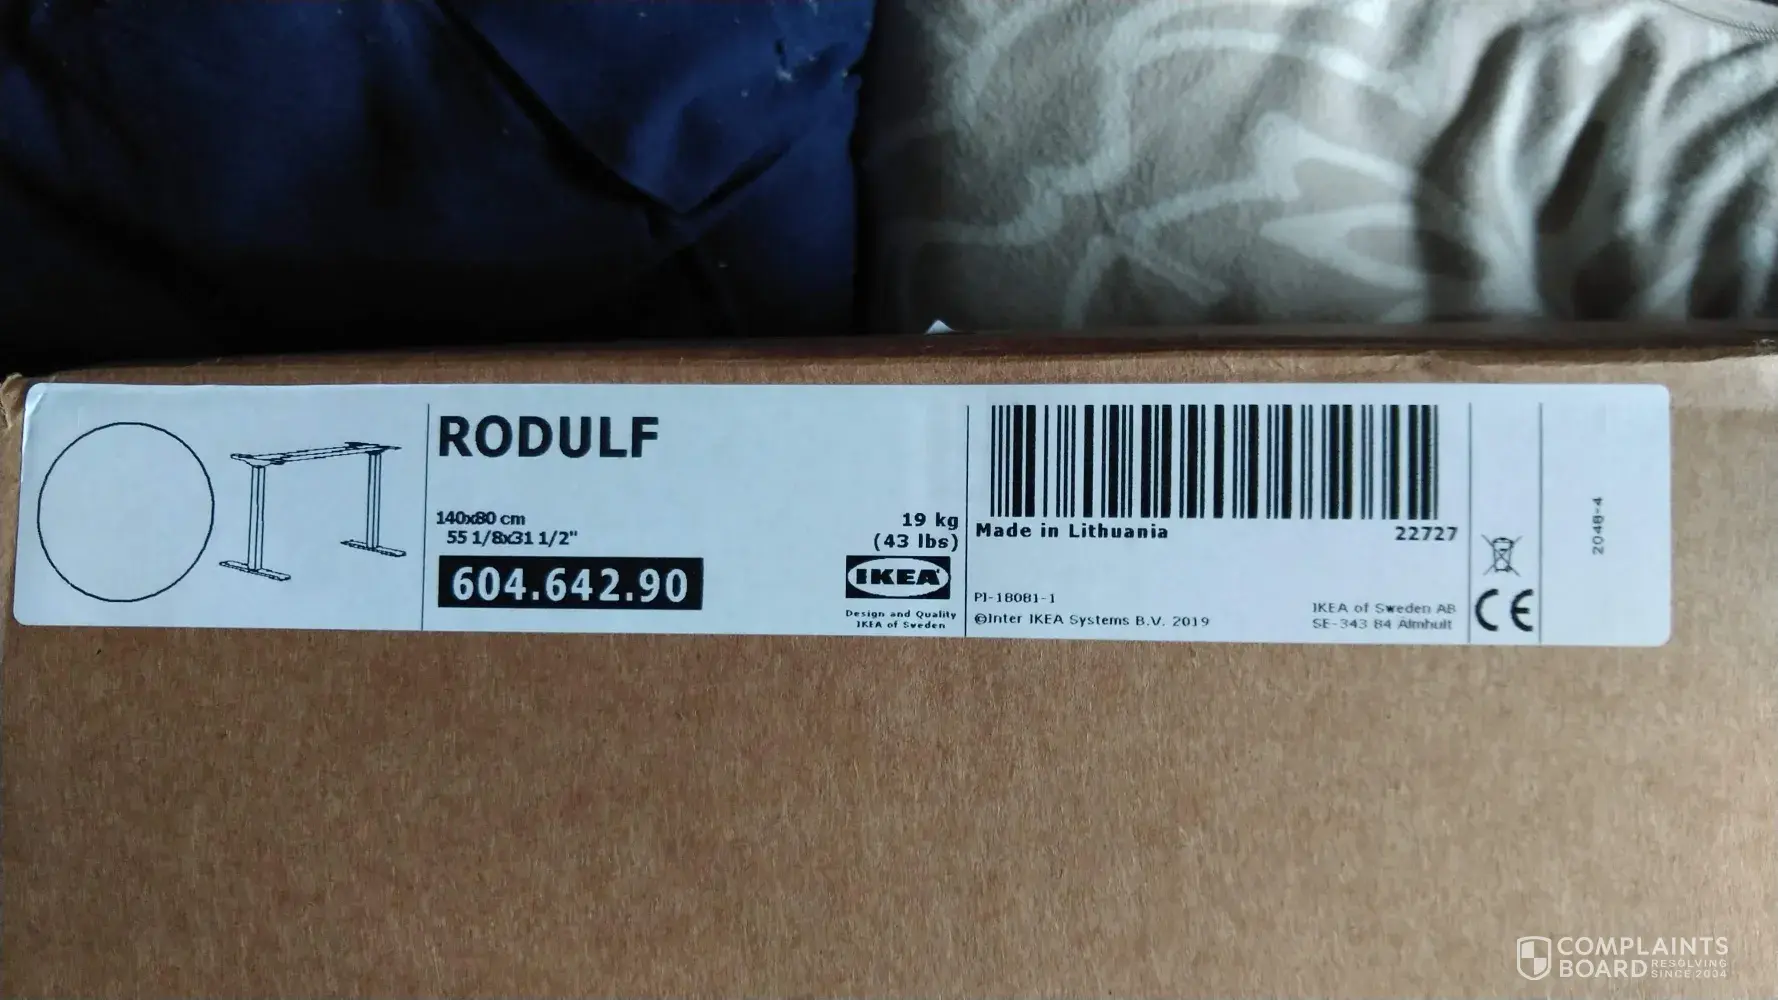 RODULF
140x80 cm
55 1/8x31 1/2"
604.642.90
19 kg
(43 lbs)
IKEA
Design and Quality
IKEA of Sweden
Made in Lithuania
22727
PI-18081-1
©Inter IKEA Systems B.V. 2019
IKEA of Sweden AB
SE-343 84 Älmhult
CE
2048-4
COMPLAINTS
BOARD RESOLVING
SINCE 2004